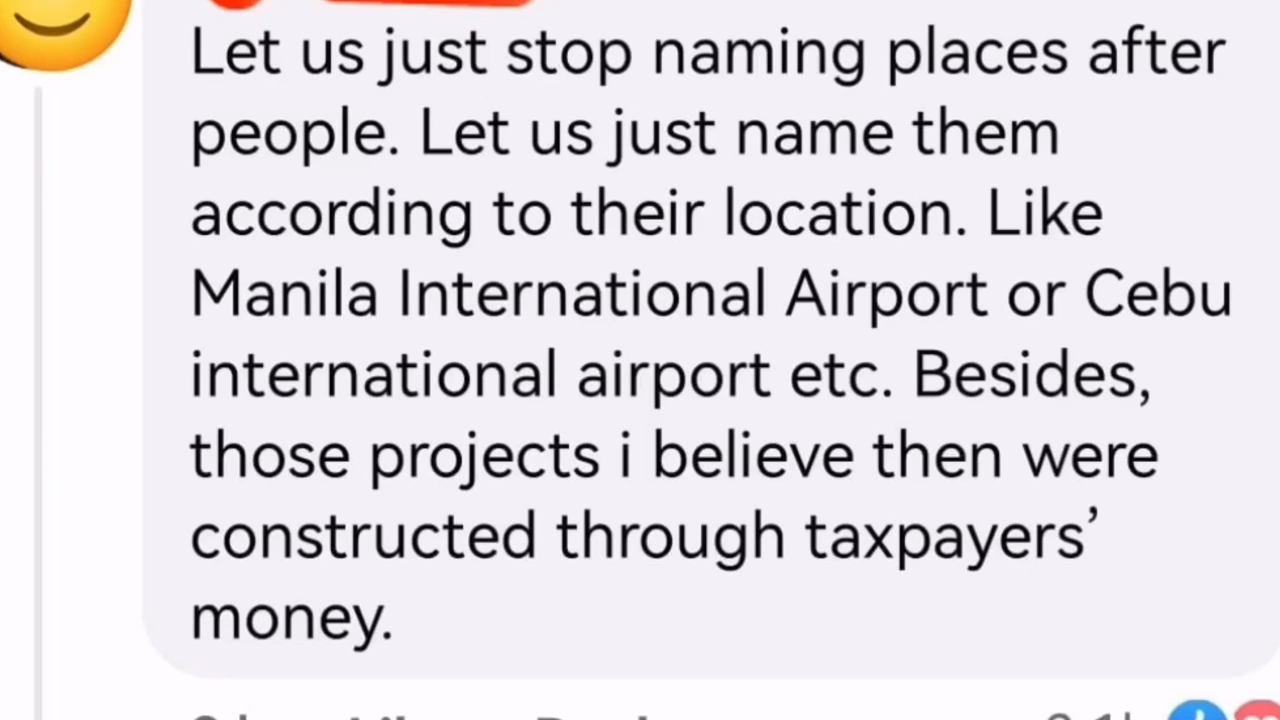 Let us just stop naming places after
people. Let us just name them
according to their location. Like
Manila International Airport or Cebu
international airport etc. Besides,
those projects i believe then were
constructed through taxpayers’
money.